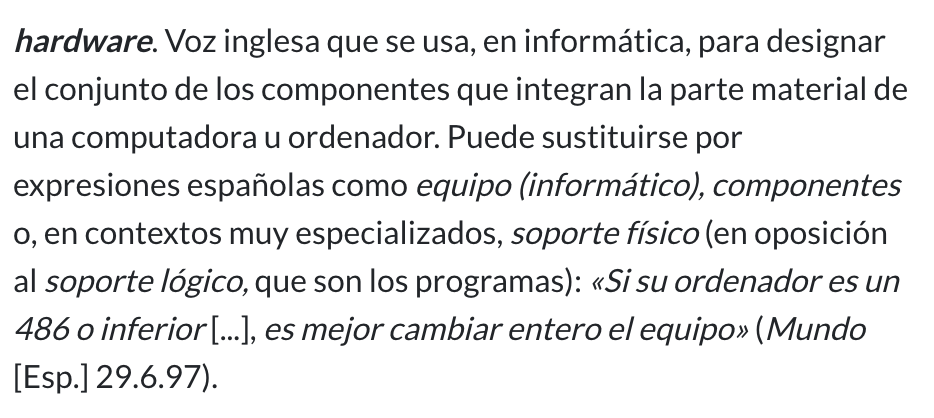 hardware. Voz inglesa que se usa, en informática, para designar
el conjunto de los componentes que integran la parte material de
una computadora u ordenador. Puede sustituirse por
expresiones españolas como equipo (informático), componentes
o, en contextos muy especializados, soporte físico (en oposición
al soporte lógico, que son los programas): «Si su ordenador es un
486 o inferior [...], es mejor cambiar entero el equipo» (Mundo
[Esp.] 29.6.97).